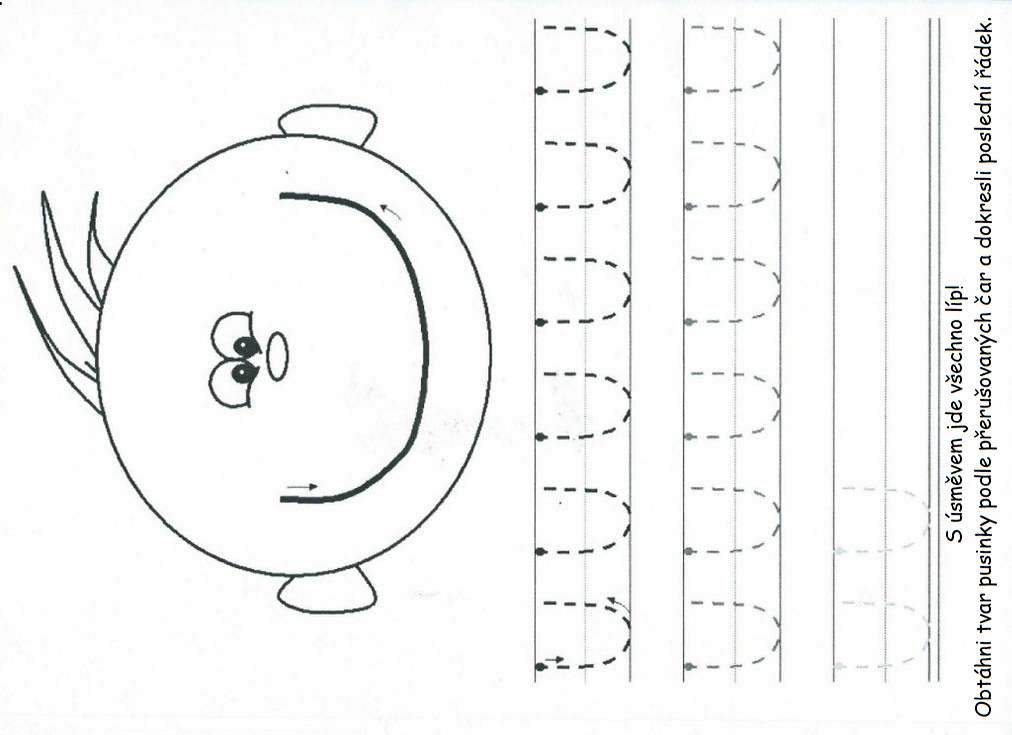 S úsměvem jde všechno líp!
Obtáhni tvar pusinky podle přerušovaných čar a dokresli poslední řádek.